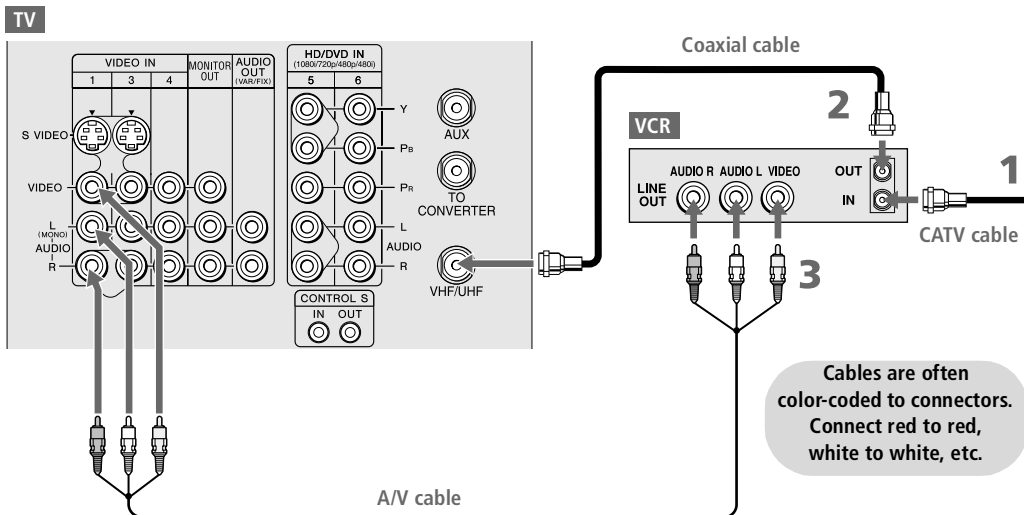 TV
VIDEO IN
1 3 4
MONITOR
OUT
AUDIO
OUT
(VAR/FIX)
S VIDEO
VIDEO
L
(MONO)
AUDIO
R
HD/DVD IN
(1080i/720p/480p/480i)
5 6
Y
PB
PR
L
AUDIO
R
AUX
TO
CONVERTER
VHF/UHF
CONTROL S
IN OUT
Coaxial cable
2
VCR
AUDIO R AUDIO L VIDEO
LINE
OUT
OUT
IN
1
CATV cable
3
Cables are often
color-coded to connectors.
Connect red to red,
white to white, etc.
A/V cable